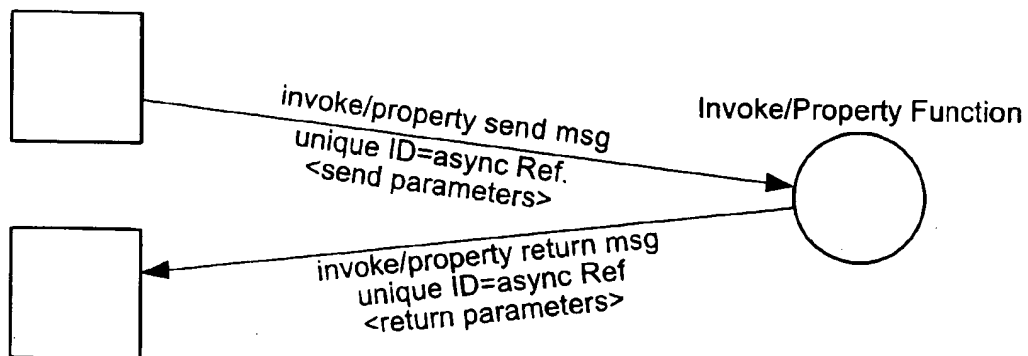 invoke/property send msg
unique ID=async Ref.
<send parameters>
Invoke/Property Function
invoke/property return msg
unique ID=async Ref
<return parameters>